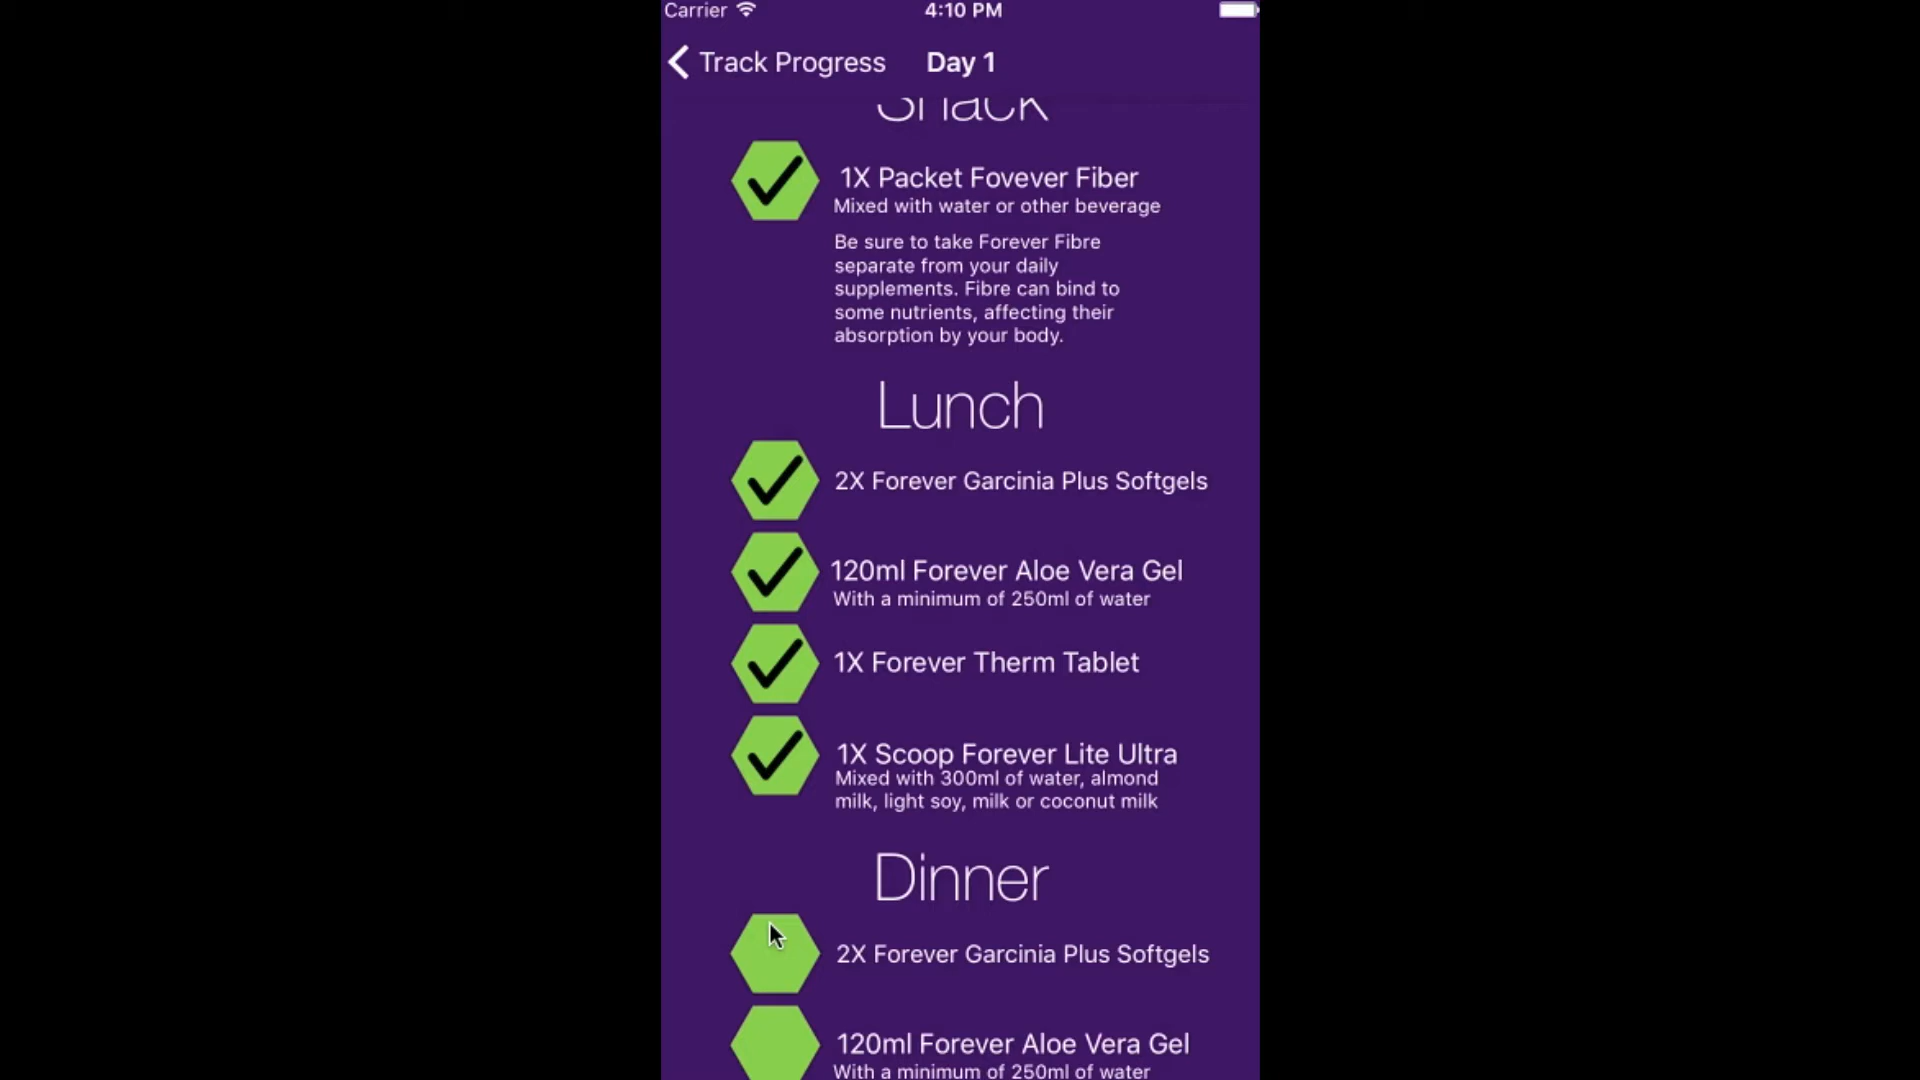 Carrier
4:10 PM
Track Progress
Day 1
Snack
1X Packet Fovever Fiber
Mixed with water or other beverage
Be sure to take Forever Fibre
separate from your daily
supplements. Fibre can bind to
some nutrients, affecting their
absorption by your body.
Lunch
2X Forever Garcinia Plus Softgels
120ml Forever Aloe Vera Gel
With a minimum of 250ml of water
1X Forever Therm Tablet
1X Scoop Forever Lite Ultra
Mixed with 300ml of water, almond
milk, light soy, milk or coconut milk
Dinner
2X Forever Garcinia Plus Softgels
120ml Forever Aloe Vera Gel
With a minimum of 250ml of water